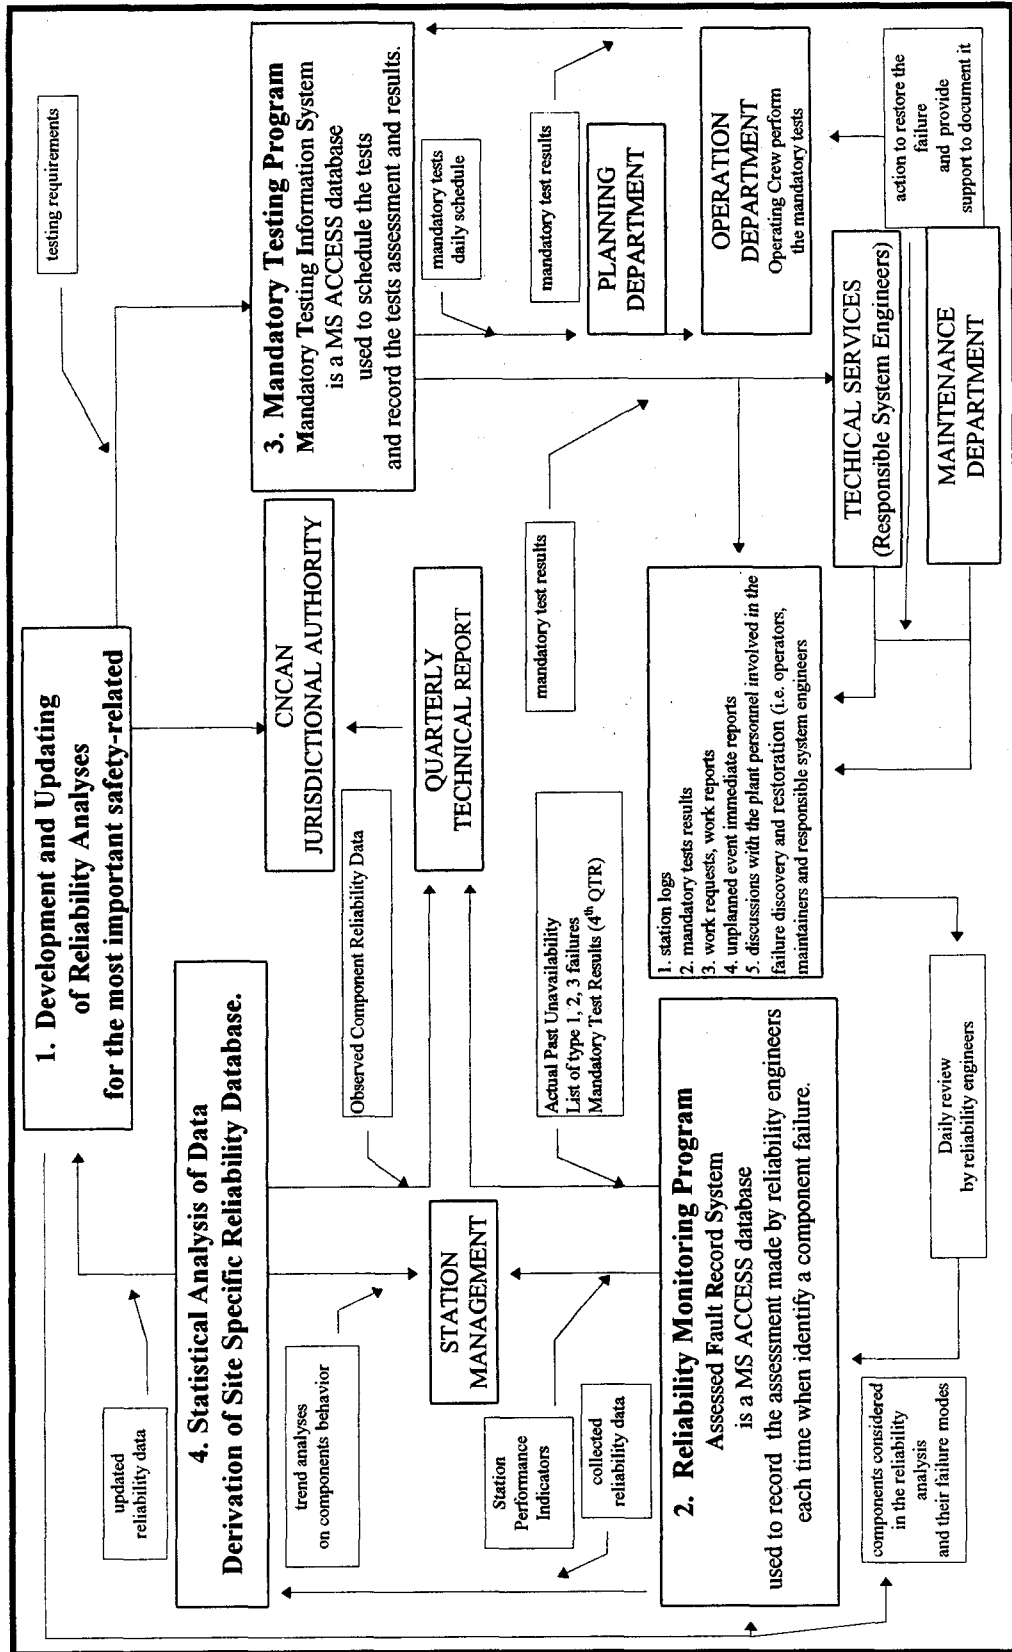 1. Development and Updating
of Reliability Analyses
for the most important safety-related
testing requirements
updated
reliability data
4. Statistical Analysis of Data
Derivation of Site Specific Reliability Database.
CNCAN
JURISDICTIONAL AUTHORITY
3. Mandatory Testing Program
Mandatory Testing Information System
is a MS ACCESS database
used to schedule the tests
and record the tests assessment and results.
trend analyses
on components behavior
Observed Component Reliability Data
QUARTERLY
TECHNICAL REPORT
mandatory tests
daily schedule
STATION
MANAGEMENT
Station
Performance
Indicators
Actual Past Unavailability
List of type 1, 2, 3 failures
Mandatory Test Results (4th QTR)
mandatory test results
mandatory test results
PLANNING
DEPARTMENT
collected
reliability data
2. Reliability Monitoring Program
Assessed Fault Record System
is a MS ACCESS database
used to record the assessment made by reliability engineers
each time when identify a component failure.
1. station logs
2. mandatory tests results
3. work requests, work reports
4. unplanned event immediate reports
5. discussions with the plant personnel involved in the
failure discovery and restoration (i.e. operators,
maintainers and responsible system engineers
OPERATION
DEPARTMENT
Operating Crew perform
the mandatory tests
TECHICAL SERVICES
(Responsible System Engineers)
action to restore the
failure
and provide
support to document it
MAINTENANCE
DEPARTMENT
components considered
in the reliability
analysis
and their failure modes
Daily review
by reliability engineers